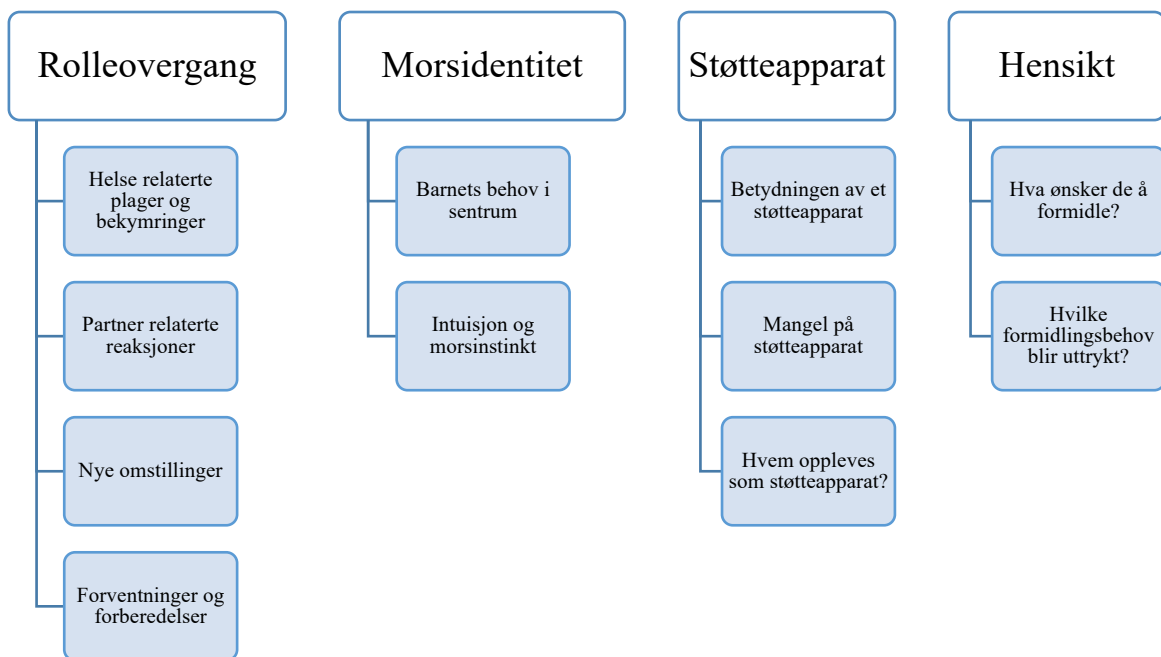 Rolleovergang
Helse relaterte
plager og
bekymringer
Partner relaterte
reaksjoner
Nye omstillinger
Forventninger og
forberedelser
Morsidentitet
Barnets behov i
sentrum
Intuisjon og
morsinstinkt
Støtteapparat
Betydningen av et
støtteapparat
Mangel på
støtteapparat
Hvem oppleves
som støtteapparat?
Hensikt
Hva ønsker de å
formidle?
Hvilke
formidlingsbehov
blir uttrykt?